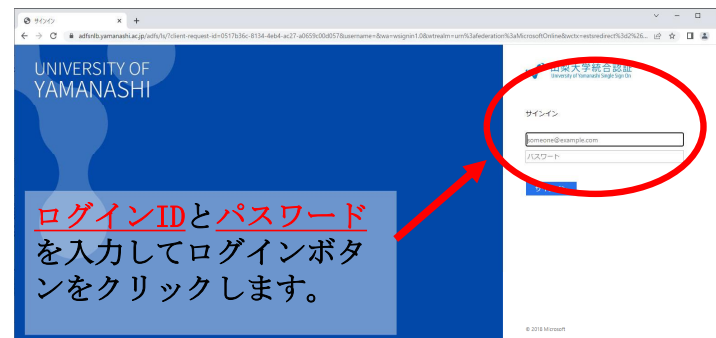 サインイン
adfsnlb.yamanashi.ac.jp/adfs/ls/?client-request-id=0517b36c-8134-4eb4-ac27-a0659c00d057&username=&wa=wsignin1.0&wtrealm=urn%3afederation%3aMicrosoftOnline&wctx=estsredirect%3d2%26...
UNIVERSITY OF
YAMANASHI
山梨大学統合認証
University of Yamanashi Single Sign On
サインイン
someone@example.com
パスワード
ログインIDとパスワード
を入力してログインボタ
ンをクリックします。
© 2018 Microsoft